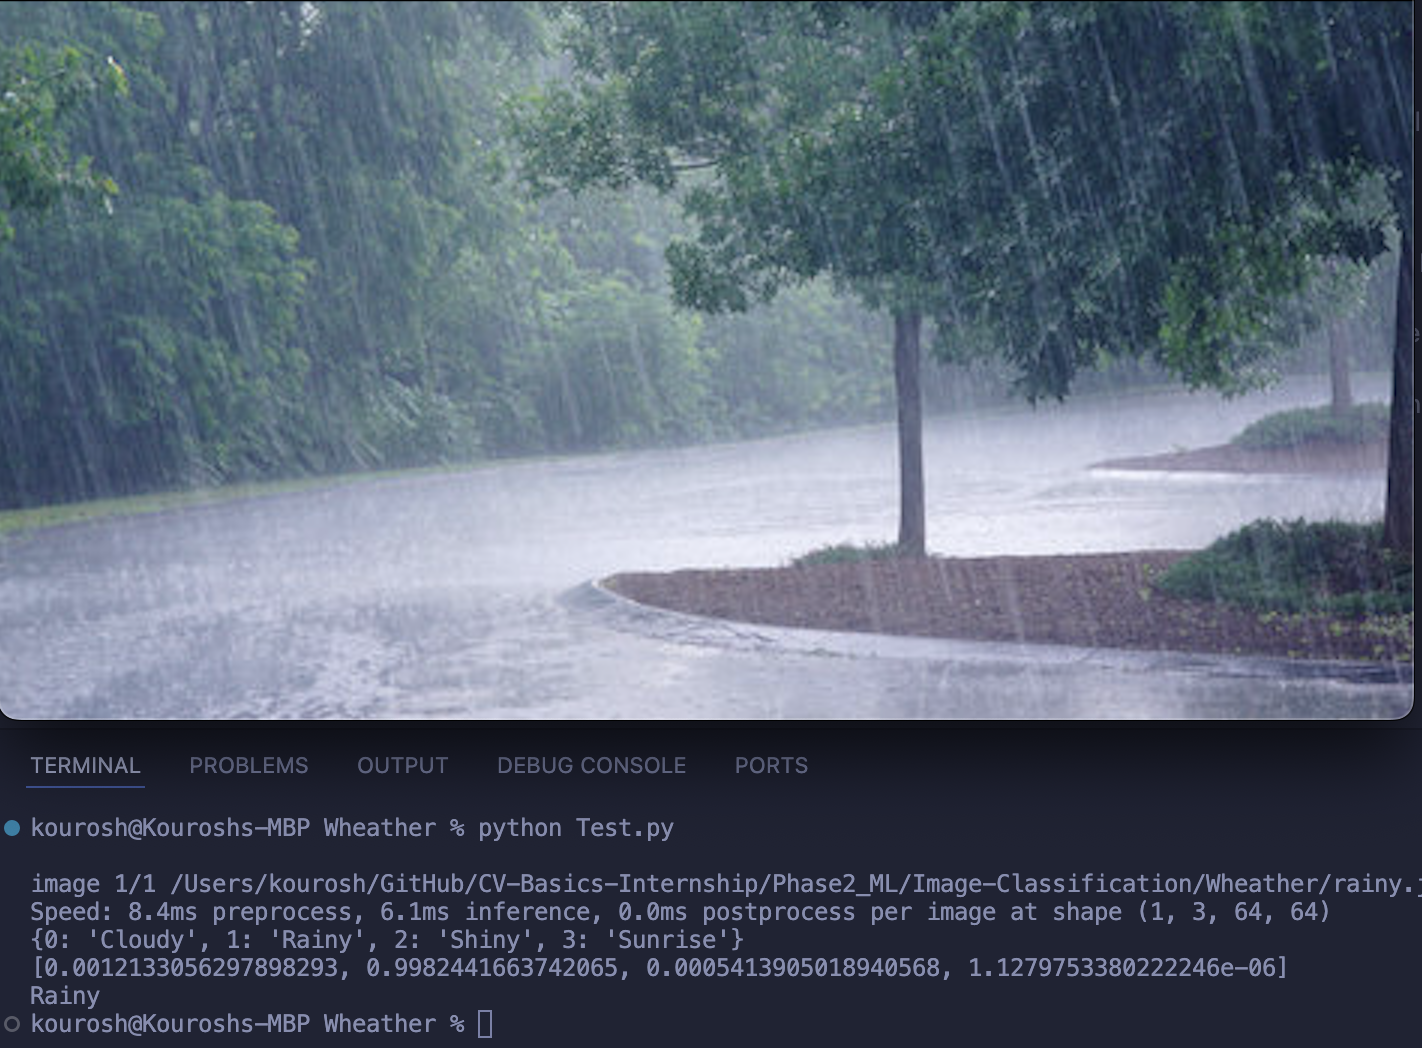 TERMINAL PROBLEMS OUTPUT DEBUG CONSOLE PORTS
kourosh@Kouroshs-MBP Wheather % python Test.py
image 1/1 /Users/kourosh/GitHub/CV-Basics-Internship/Phase2_ML/Image-Classification/Wheather/rainy.j
Speed: 8.4ms preprocess, 6.1ms inference, 0.0ms postprocess per image at shape (1, 3, 64, 64)
{0: 'Cloudy', 1: 'Rainy', 2: 'Shiny', 3: 'Sunrise'}
[0.0012133056297898293, 0.9982441663742065, 0.0005413905018940568, 1.1279753380222246e-06]
Rainy
kourosh@Kouroshs-MBP Wheather %